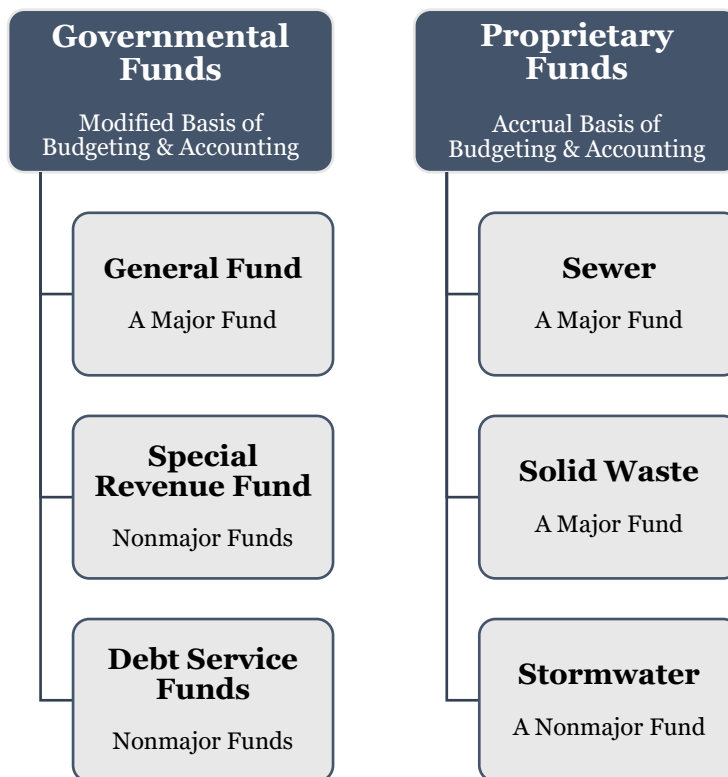 Governmental
Funds
Modified Basis of
Budgeting & Accounting
General Fund
A Major Fund
Special
Revenue Fund
Nonmajor Funds
Debt Service
Funds
Nonmajor Funds
Proprietary
Funds
Accrual Basis of
Budgeting & Accounting
Sewer
A Major Fund
Solid Waste
A Major Fund
Stormwater
A Nonmajor Fund